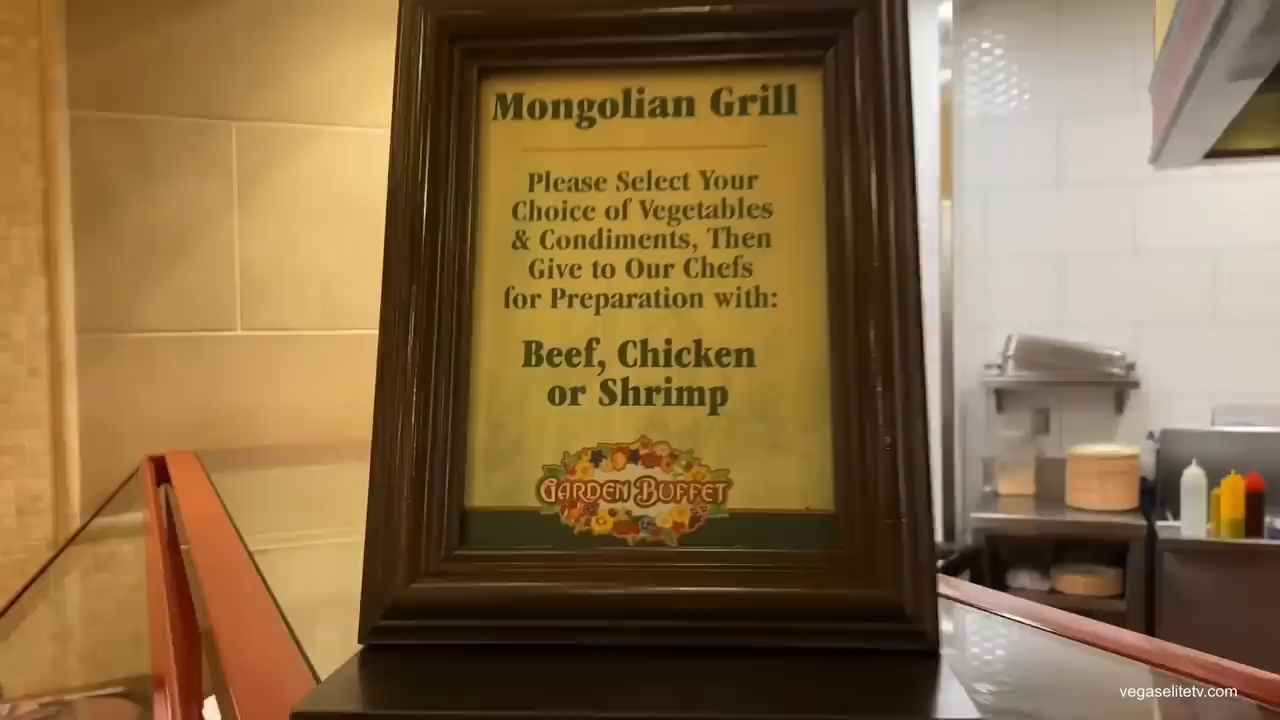 Mongolian Grill
Please Select Your
Choice of Vegetables
& Condiments, Then
Give to Our Chefs
for Preparation with:
Beef, Chicken
or Shrimp
GARDEN BUFFET
vegaselitetv.com